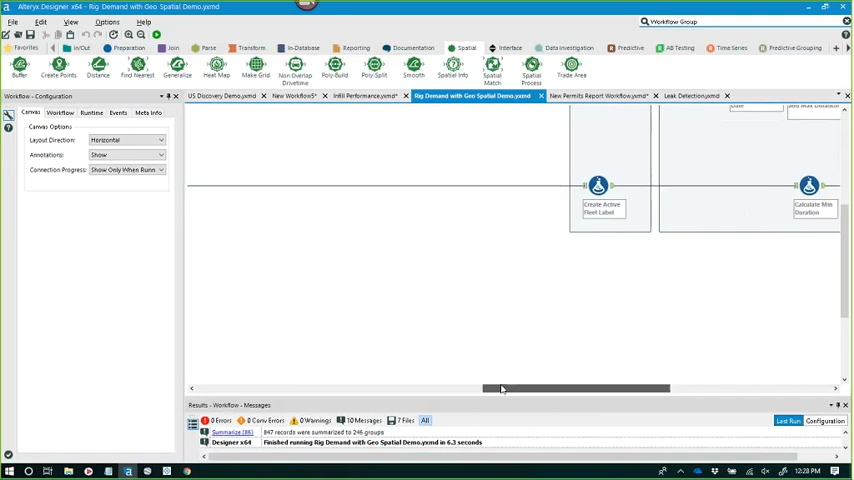 Alteryx Designer x64 - Rig Demand with Geo Spatial Demo.yxmd
File Edit View Options Help
Workflow Group
Favorites In/Out Preparation Join Parse Transform In-Database Reporting Documentation Spatial Interface Data Investigation Predictive AB Testing Time Series Predictive Grouping
Buffer Create Points Distance Find Nearest Generalize Heat Map Make Grid Non Overlap Drivetime Poly-Build Poly-Split Smooth Spatial Info Spatial Match Spatial Process Trade Area
Workflow - Configuration
US Discovery Demo.yxmd New Workflow5* Infill Performance.yxmd* Rig Demand with Geo Spatial Demo.yxmd New Permits Report Workflow.yxmd* Leak Detection.yxmd
Canvas Workflow Runtime Events Meta Info
Canvas Options
Layout Direction: Horizontal
Annotations: Show
Connection Progress: Show Only When Runn
Date
and Max Duration
Create Active
Fleet Label
Calculate Min
Duration
Results - Workflow - Messages
0 Errors 0 Conv Errors 0 Warnings 10 Messages 7 Files All
Last Run Configuration
Summarize (86) 847 records were summarized to 246 groups
Designer x64 Finished running Rig Demand with Geo Spatial Demo.yxmd in 6.3 seconds
12:28 PM